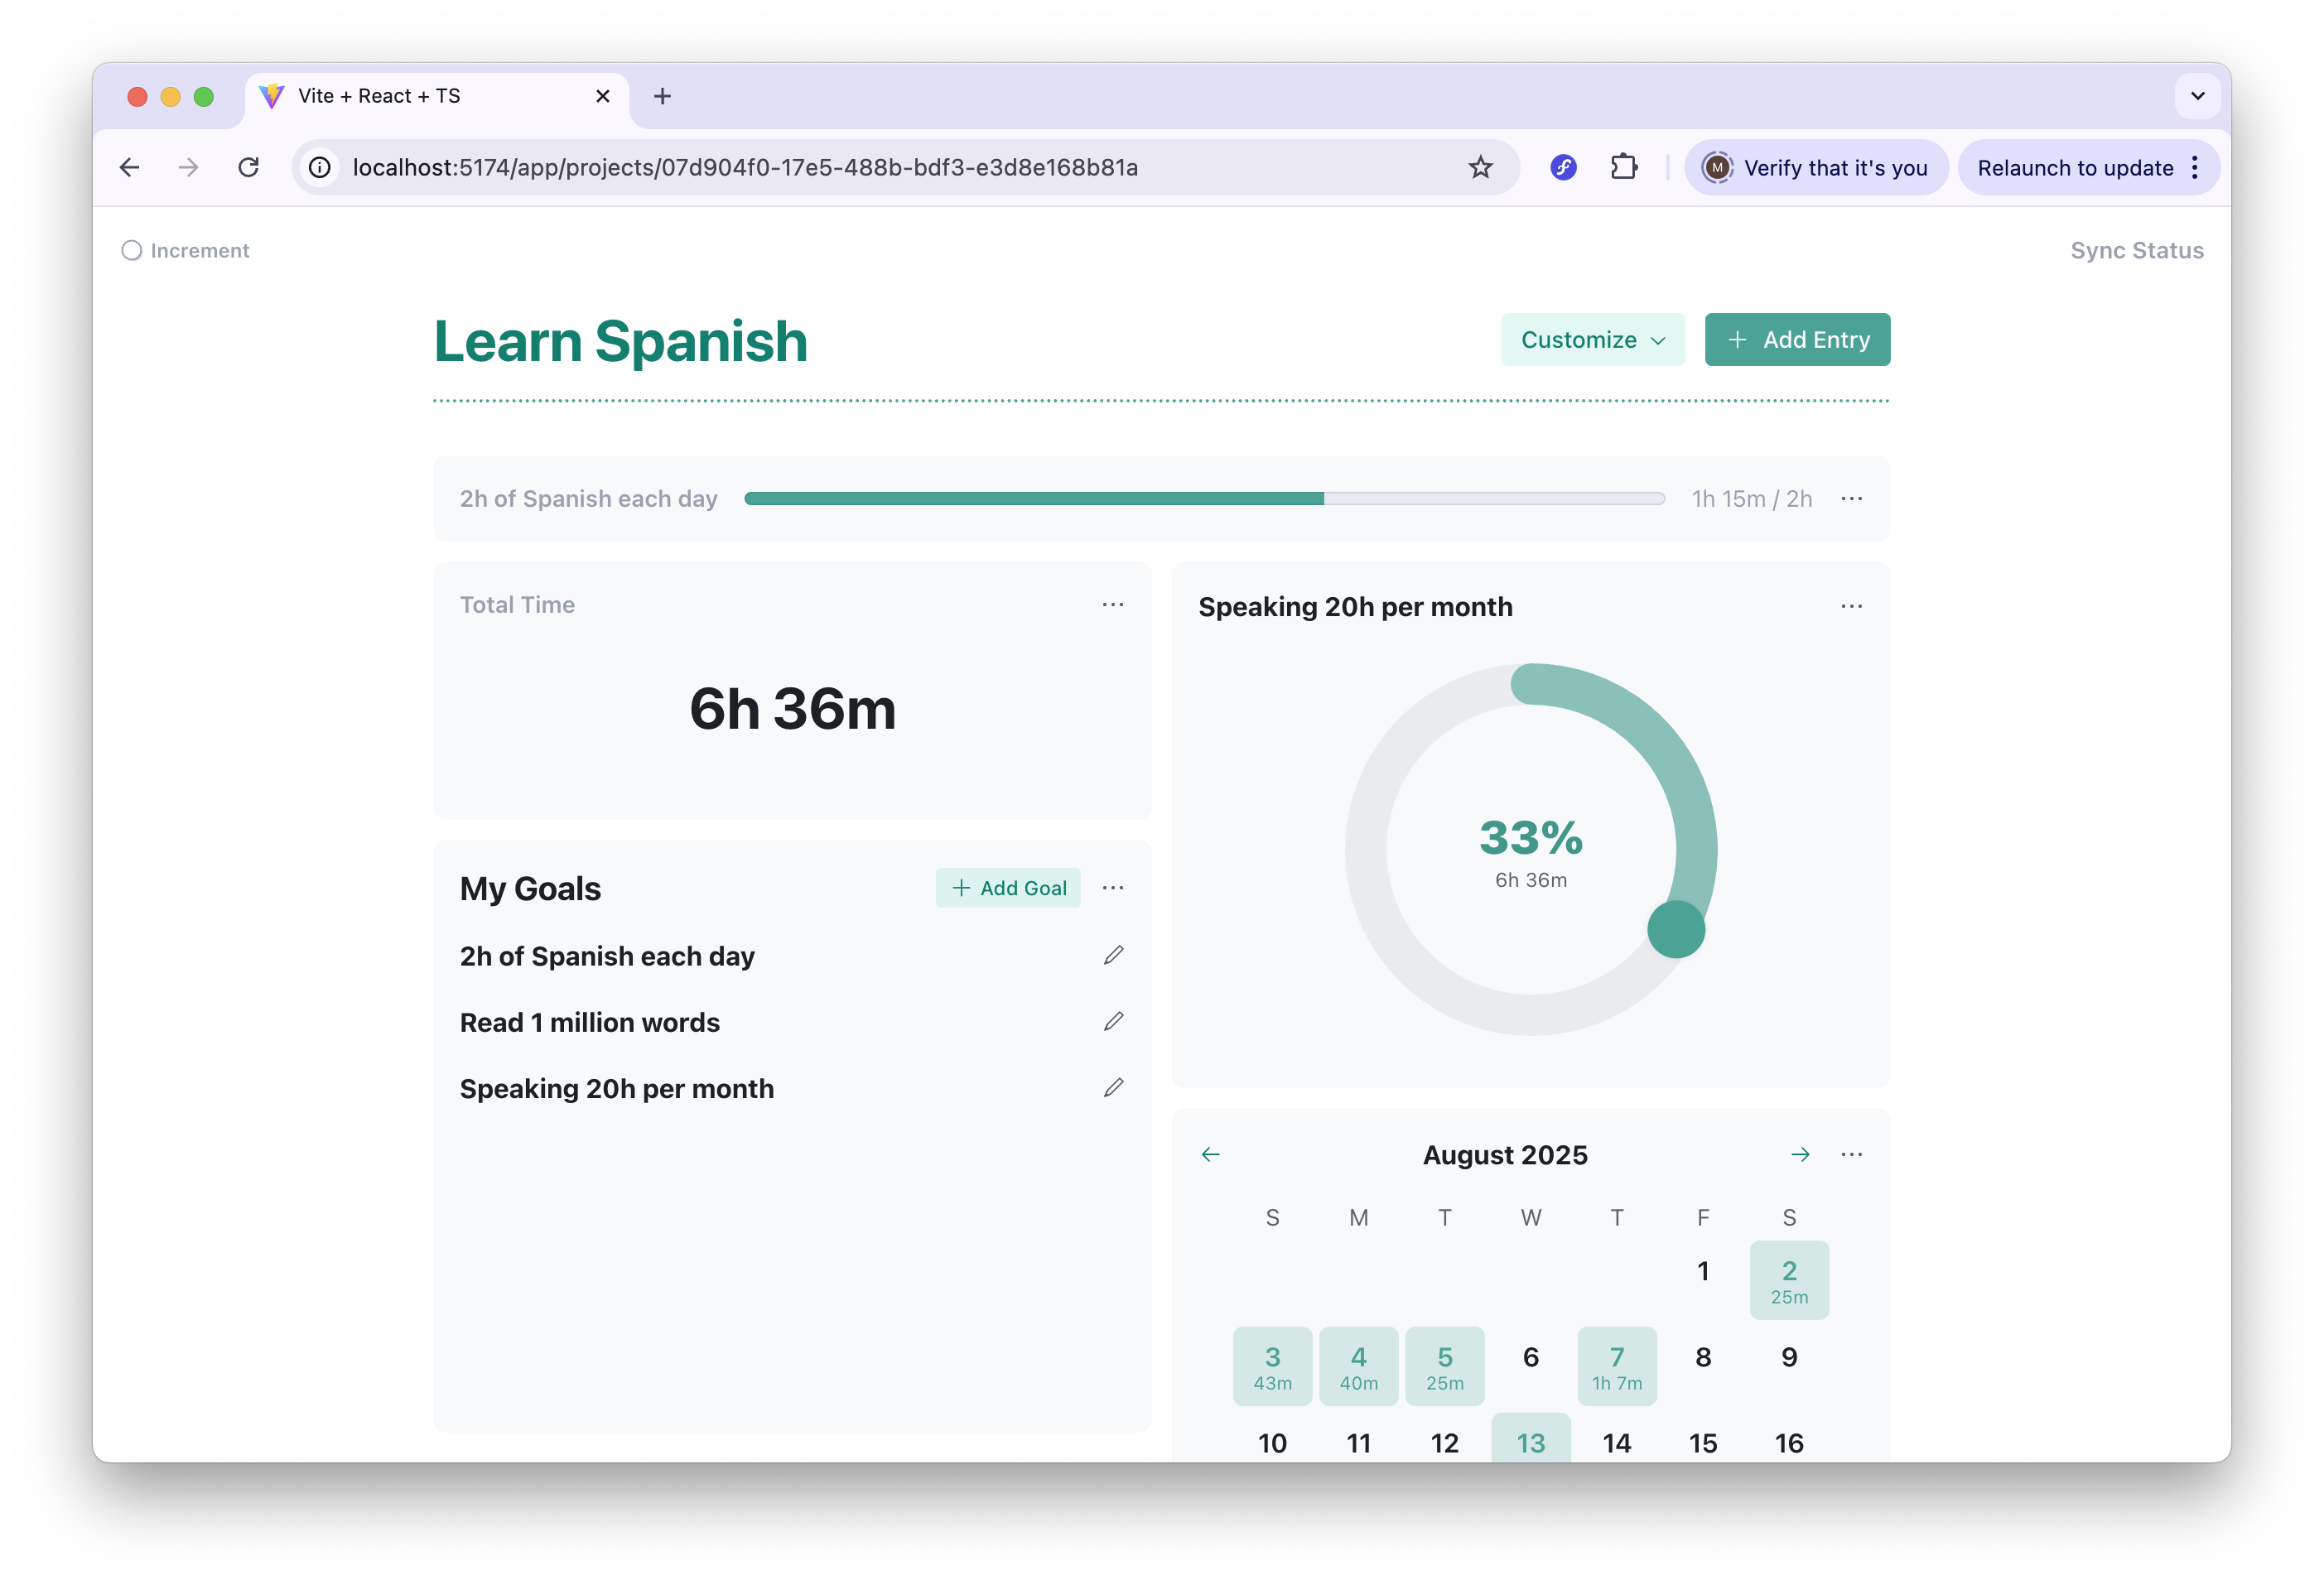 Vite + React + TS
localhost:5174/app/projects/07d904f0-17e5-488b-bdf3-e3d8e168b81a
M
Verify that it's you
Relaunch to update
Increment
Sync Status
Learn Spanish
Customize
Add Entry
2h of Spanish each day
1h 15m / 2h
Total Time
6h 36m
Speaking 20h per month
33%
6h 36m
My Goals
Add Goal
2h of Spanish each day
Read 1 million words
Speaking 20h per month
August 2025
S M T W T F S
1 2
25m
3 4 5 6 7 8 9
43m 40m 25m 1h 7m
10 11 12 13 14 15 16